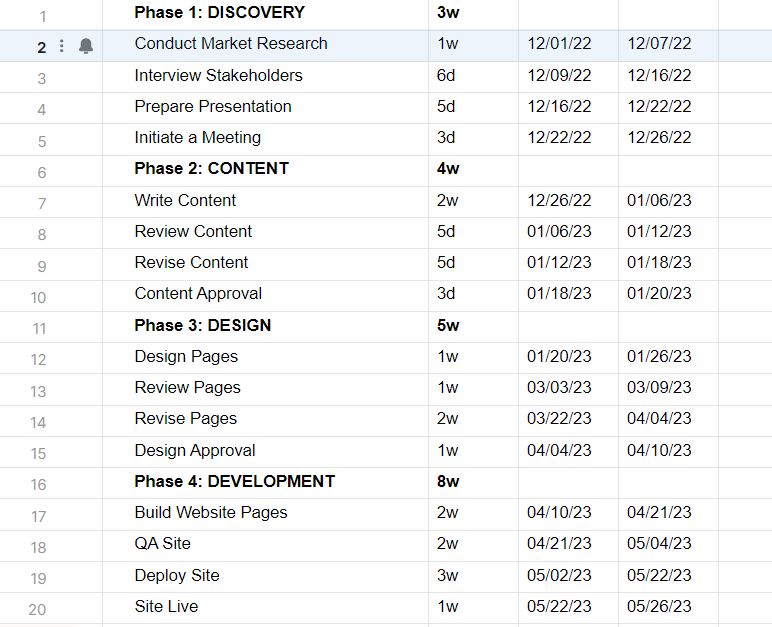 1 Phase 1: DISCOVERY 3w
2 Conduct Market Research 1w 12/01/22 12/07/22
3 Interview Stakeholders 6d 12/09/22 12/16/22
4 Prepare Presentation 5d 12/16/22 12/22/22
5 Initiate a Meeting 3d 12/22/22 12/26/22
6 Phase 2: CONTENT 4w
7 Write Content 2w 12/26/22 01/06/23
8 Review Content 5d 01/06/23 01/12/23
9 Revise Content 5d 01/12/23 01/18/23
10 Content Approval 3d 01/18/23 01/20/23
11 Phase 3: DESIGN 5w
12 Design Pages 1w 01/20/23 01/26/23
13 Review Pages 1w 03/03/23 03/09/23
14 Revise Pages 2w 03/22/23 04/04/23
15 Design Approval 1w 04/04/23 04/10/23
16 Phase 4: DEVELOPMENT 8w
17 Build Website Pages 2w 04/10/23 04/21/23
18 QA Site 2w 04/21/23 05/04/23
19 Deploy Site 3w 05/02/23 05/22/23
20 Site Live 1w 05/22/23 05/26/23